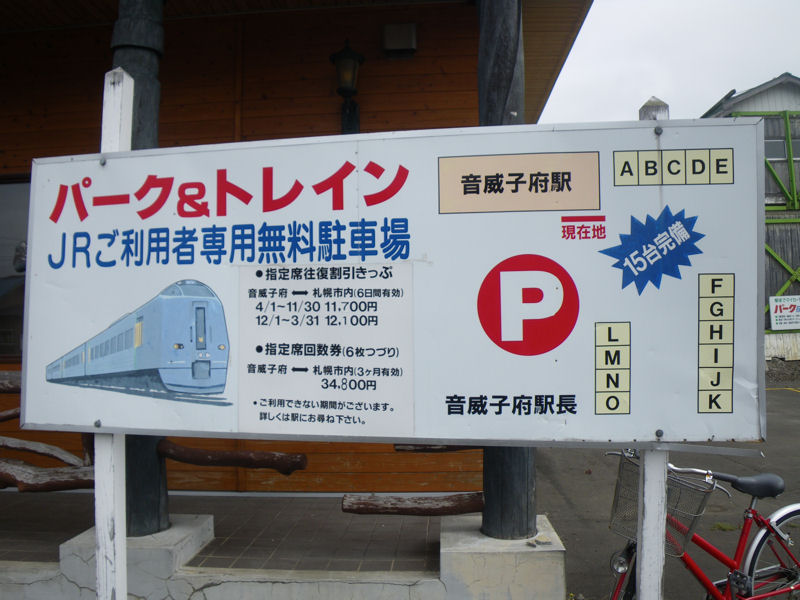 パーク&トレイン
JRご利用者専用無料駐車場
●指定席往復割引きっぷ
音威子府 ⟷ 札幌市内(6日間有効)
4/1~11/30 11,700円
12/1~3/31 12,100円
●指定席回数券(6枚つづり)
音威子府 ⟷ 札幌市内(3ヶ月有効)
34,800円
・ご利用できない期間がございます。
詳しくは駅にお尋ね下さい。
音威子府駅
現在地
A B C D E
15台完備
P
F
G
H
I
J
K
L
M
N
O
音威子府駅長
パーク&